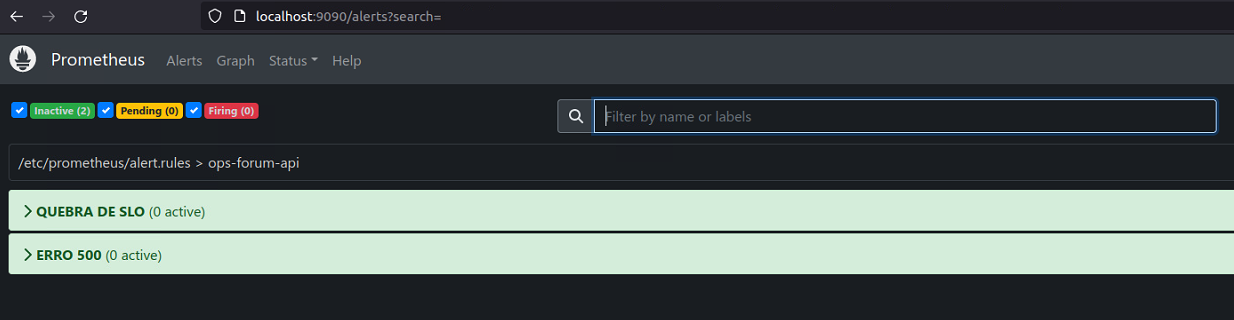 localhost:9090/alerts?search=
Prometheus Alerts Graph Status Help
Inactive (2) Pending (0) Firing (0) Filter by name or labels
/etc/prometheus/alert.rules > ops-forum-api
QUEBRA DE SLO (0 active)
ERRO 500 (0 active)